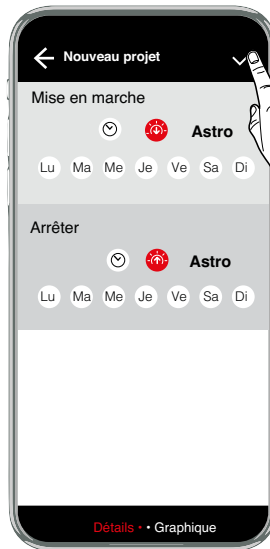 Nouveau projet
Mise en marche
Astro
Lu Ma Me Je Ve Sa Di
Arrêter
Astro
Lu Ma Me Je Ve Sa Di
Détails • • Graphique